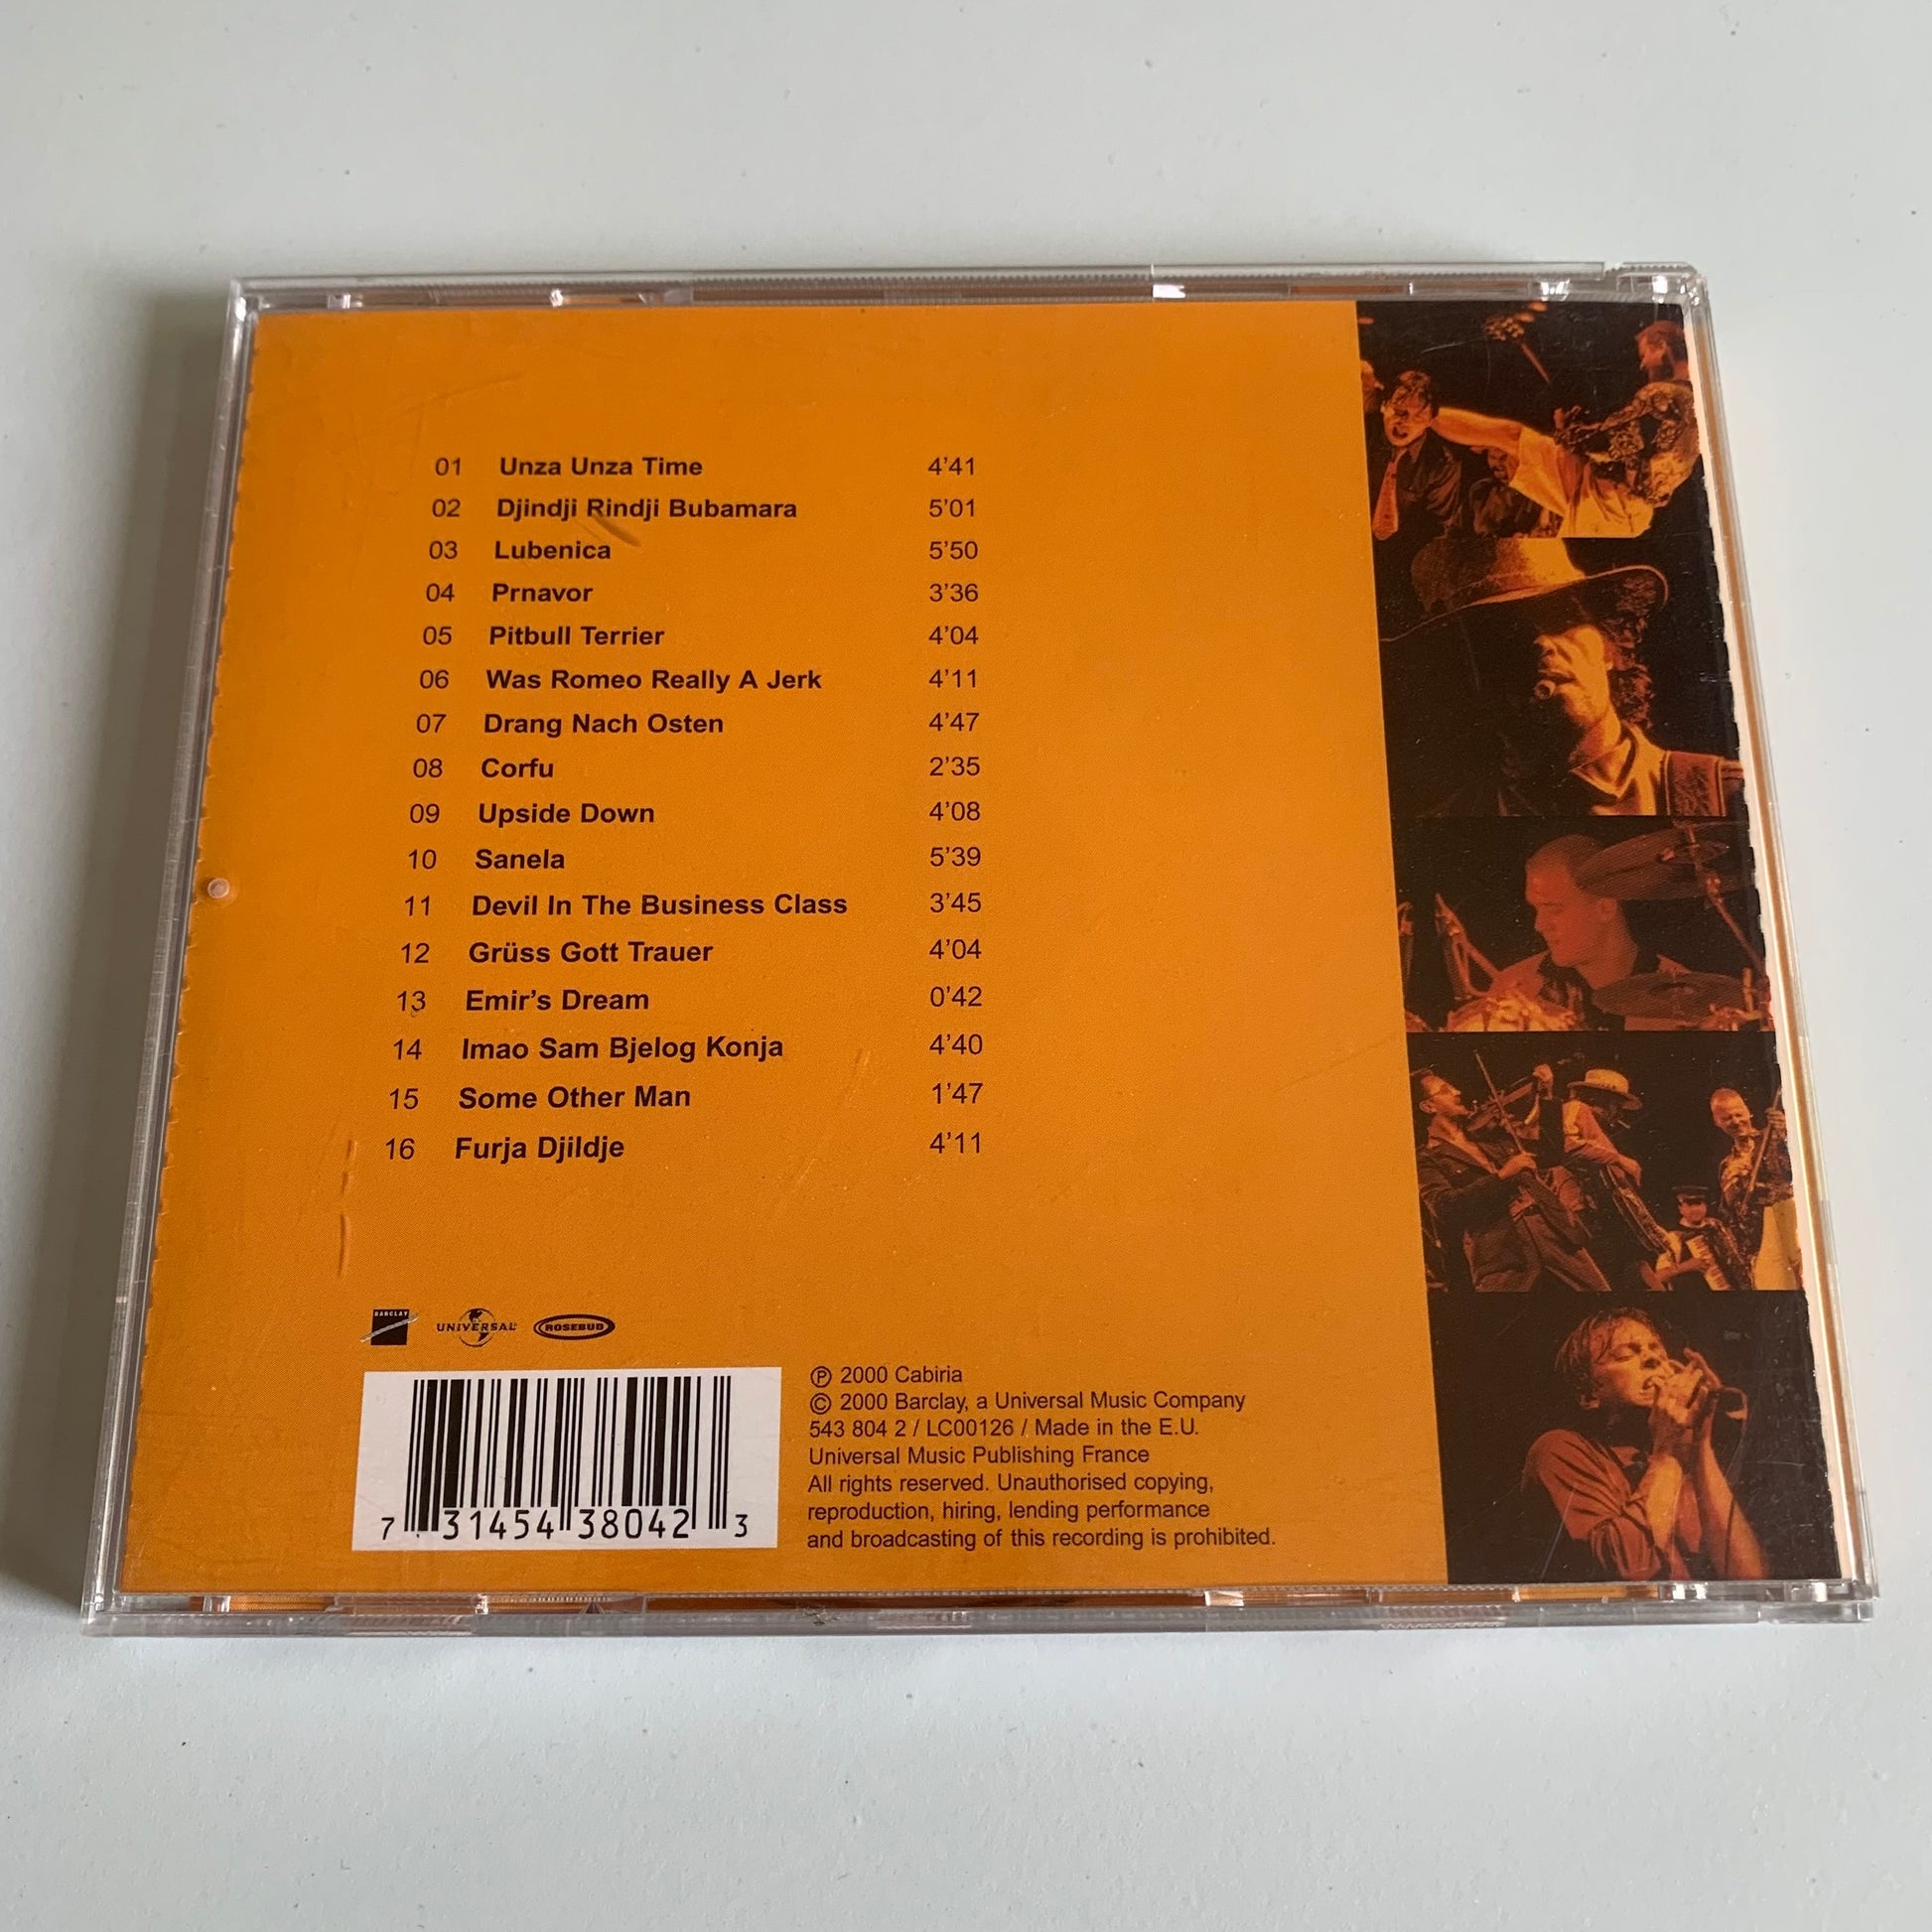 01 Unza Unza Time 4'41
02 Djindji Rindji Bubamara 5'01
03 Lubenica 5'50
04 Prnavor 3'36
05 Pitbull Terrier 4'04
06 Was Romeo Really A Jerk 4'11
07 Drang Nach Osten 4'47
08 Corfu 2'35
09 Upside Down 4'08
10 Sanela 5'39
11 Devil In The Business Class 3'45
12 Grüss Gott Trauer 4'04
13 Emir's Dream 0'42
14 Imao Sam Bjelog Konja 4'40
15 Some Other Man 1'47
16 Furja Djildje 4'11
BARCLAY UNIVERSAL ROSEBUD
7 31454 38042 3
℗ 2000 Cabiria
© 2000 Barclay, a Universal Music Company
543 804 2 / LC00126 / Made in the E.U.
Universal Music Publishing France
All rights reserved. Unauthorised copying,
reproduction, hiring, lending performance
and broadcasting of this recording is prohibited.